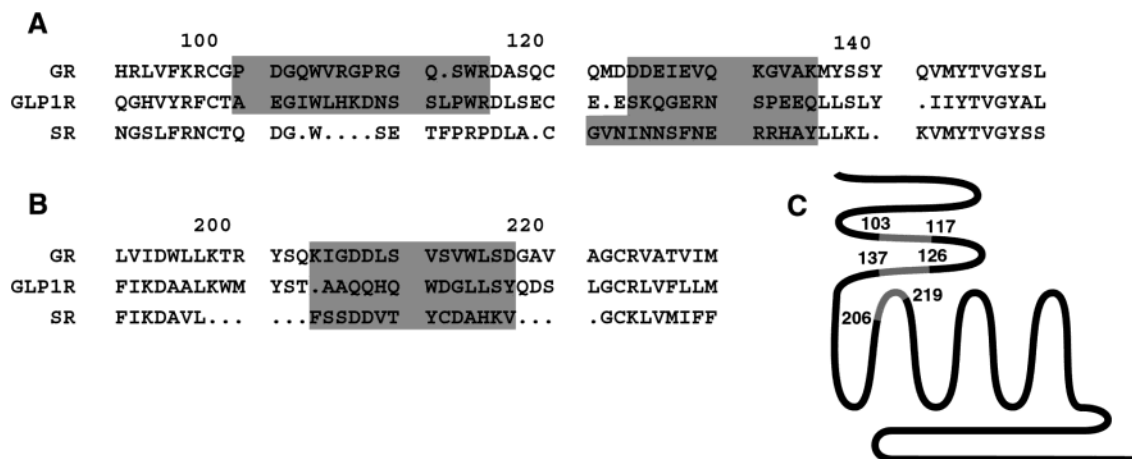 A
100 120 140
GR HRLVFKRCGP DGQWVRGPRG Q.SWRDASQC QMDDDEIEVQ KGVAKMYSSY QVMYTVGYSL
GLP1R QGHVYRFCTA EGIWLHKDNS SLPWRDLSEC E.ESKQGERN SPEEQLLSLY .IIYTVGYAL
SR NGSLFRNCTQ DG.W....SE TFPRPDLA.C GVNINNSFNE RRHAYLLKL. KVMYTVGYSS
B
200 220
GR LVIDWLLKTR YSQKIGDDLS VSVWLSDGAV AGCRVATVIM
GLP1R FIKDAALKWM YST.AAQQHQ WDGLLSYQDS LGCRLVFLLM
SR FIKDAVL... ...FSSDDVT YCDAHKV... .GCKLVMIFF
C
103 117
137 126
219
206